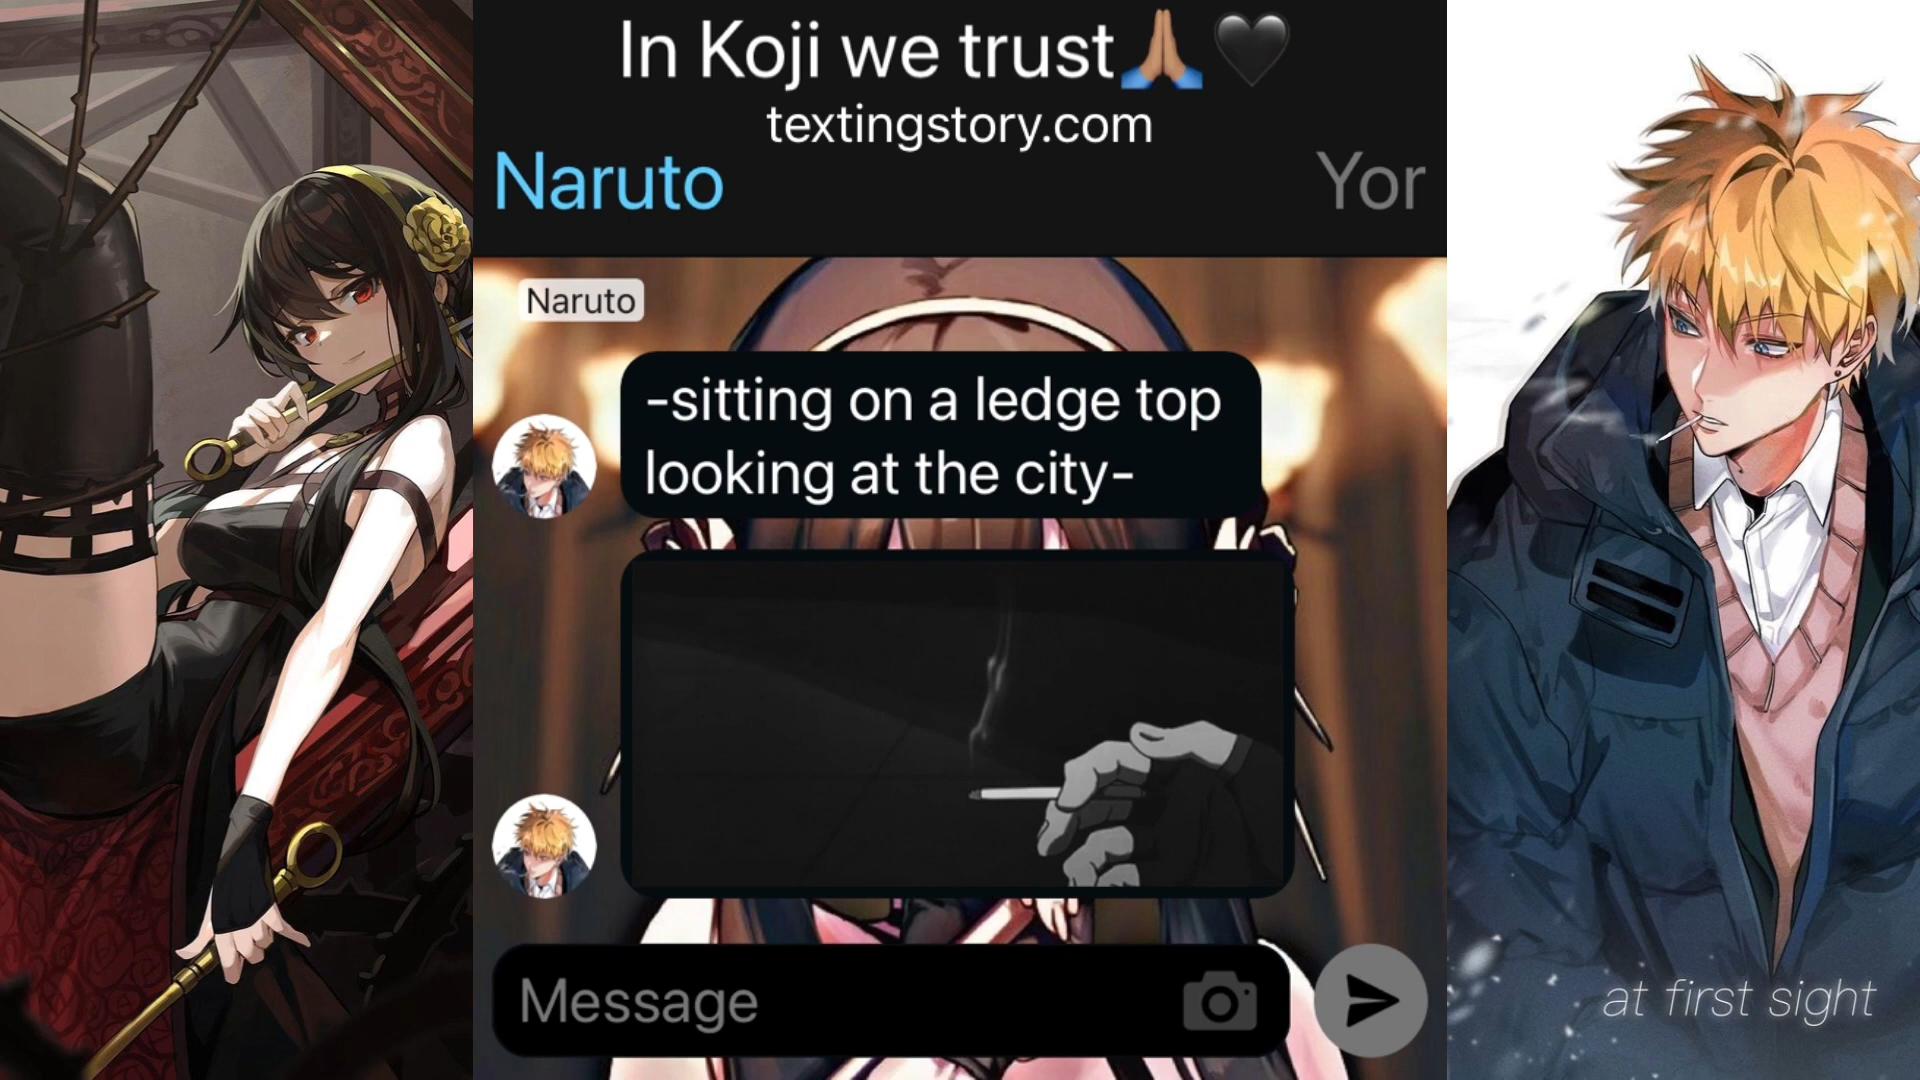 In Koji we trust🙏🏽🖤
textingstory.com
Naruto
Yor
Naruto
-sitting on a ledge top
looking at the city-
Message
at first sight